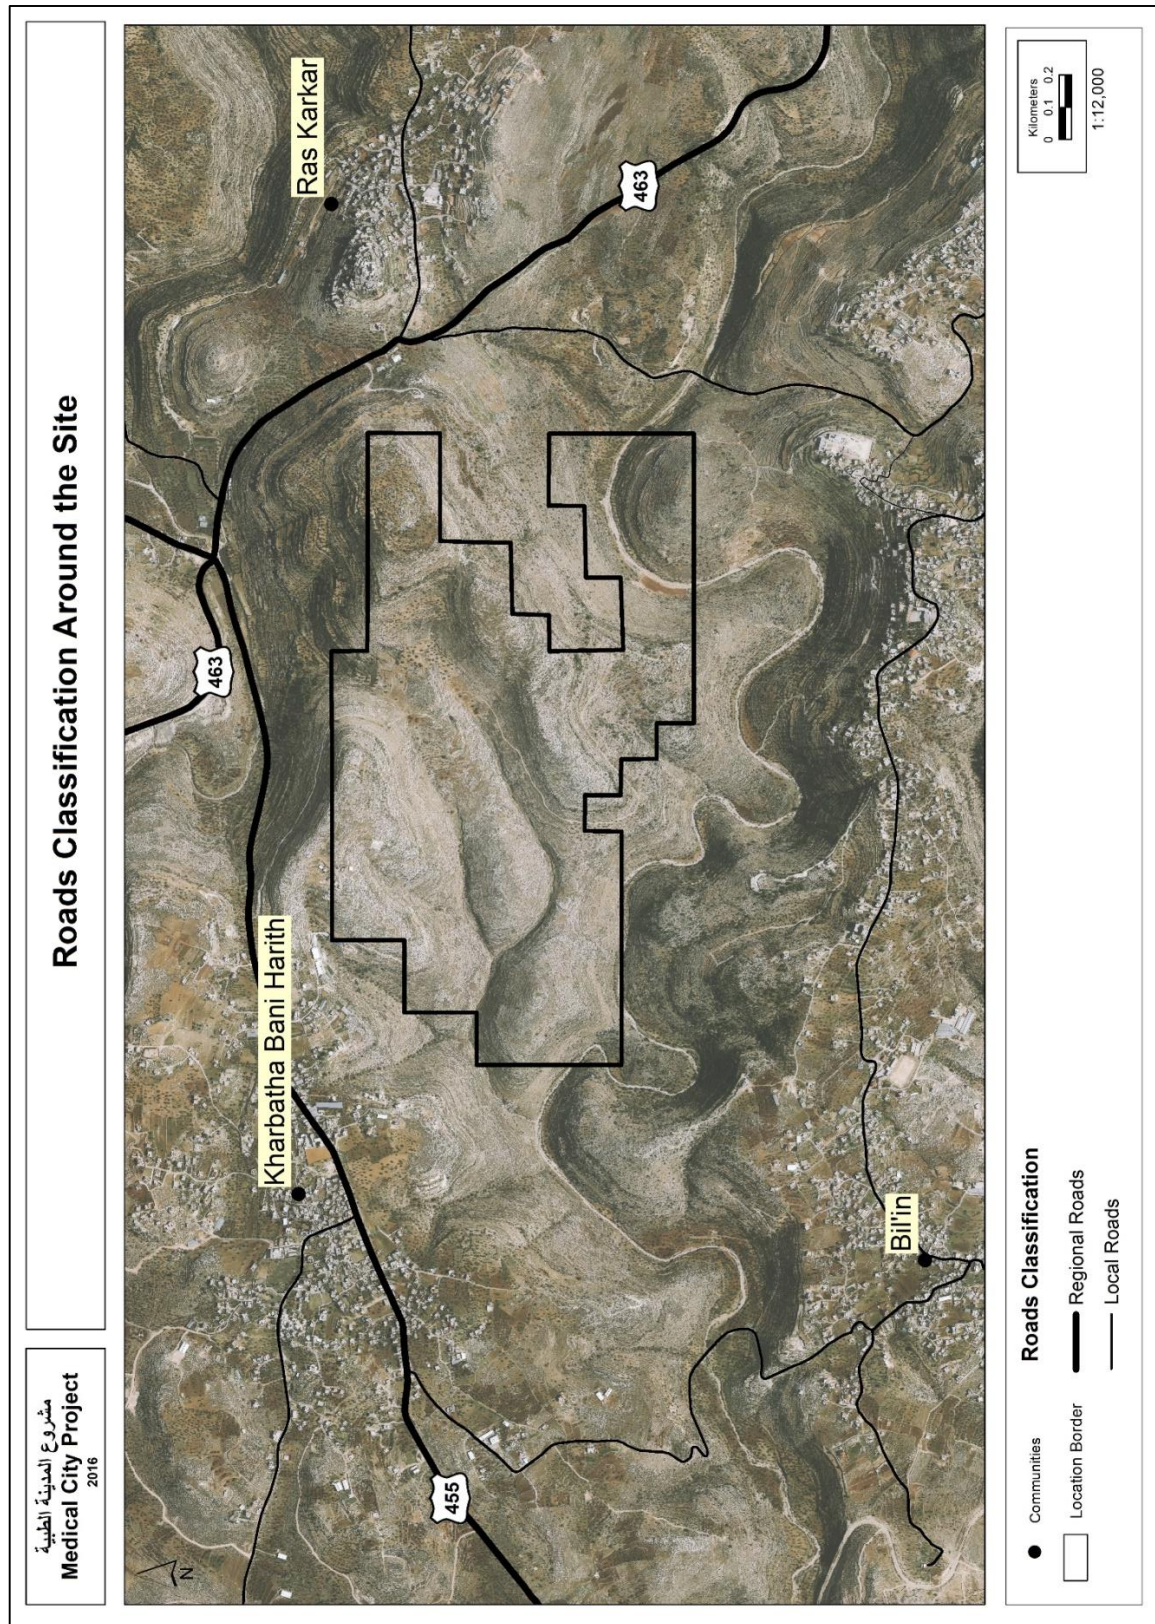 مشروع المدينة الطبية
Medical City Project
2016
Roads Classification Around the Site
N
Kharbatha Bani Harith
463
Ras Karkar
463
455
Bil'in
Communities
Location Border
Roads Classification
Regional Roads
Local Roads
Kilometers
0 0.1 0.2
1:12,000